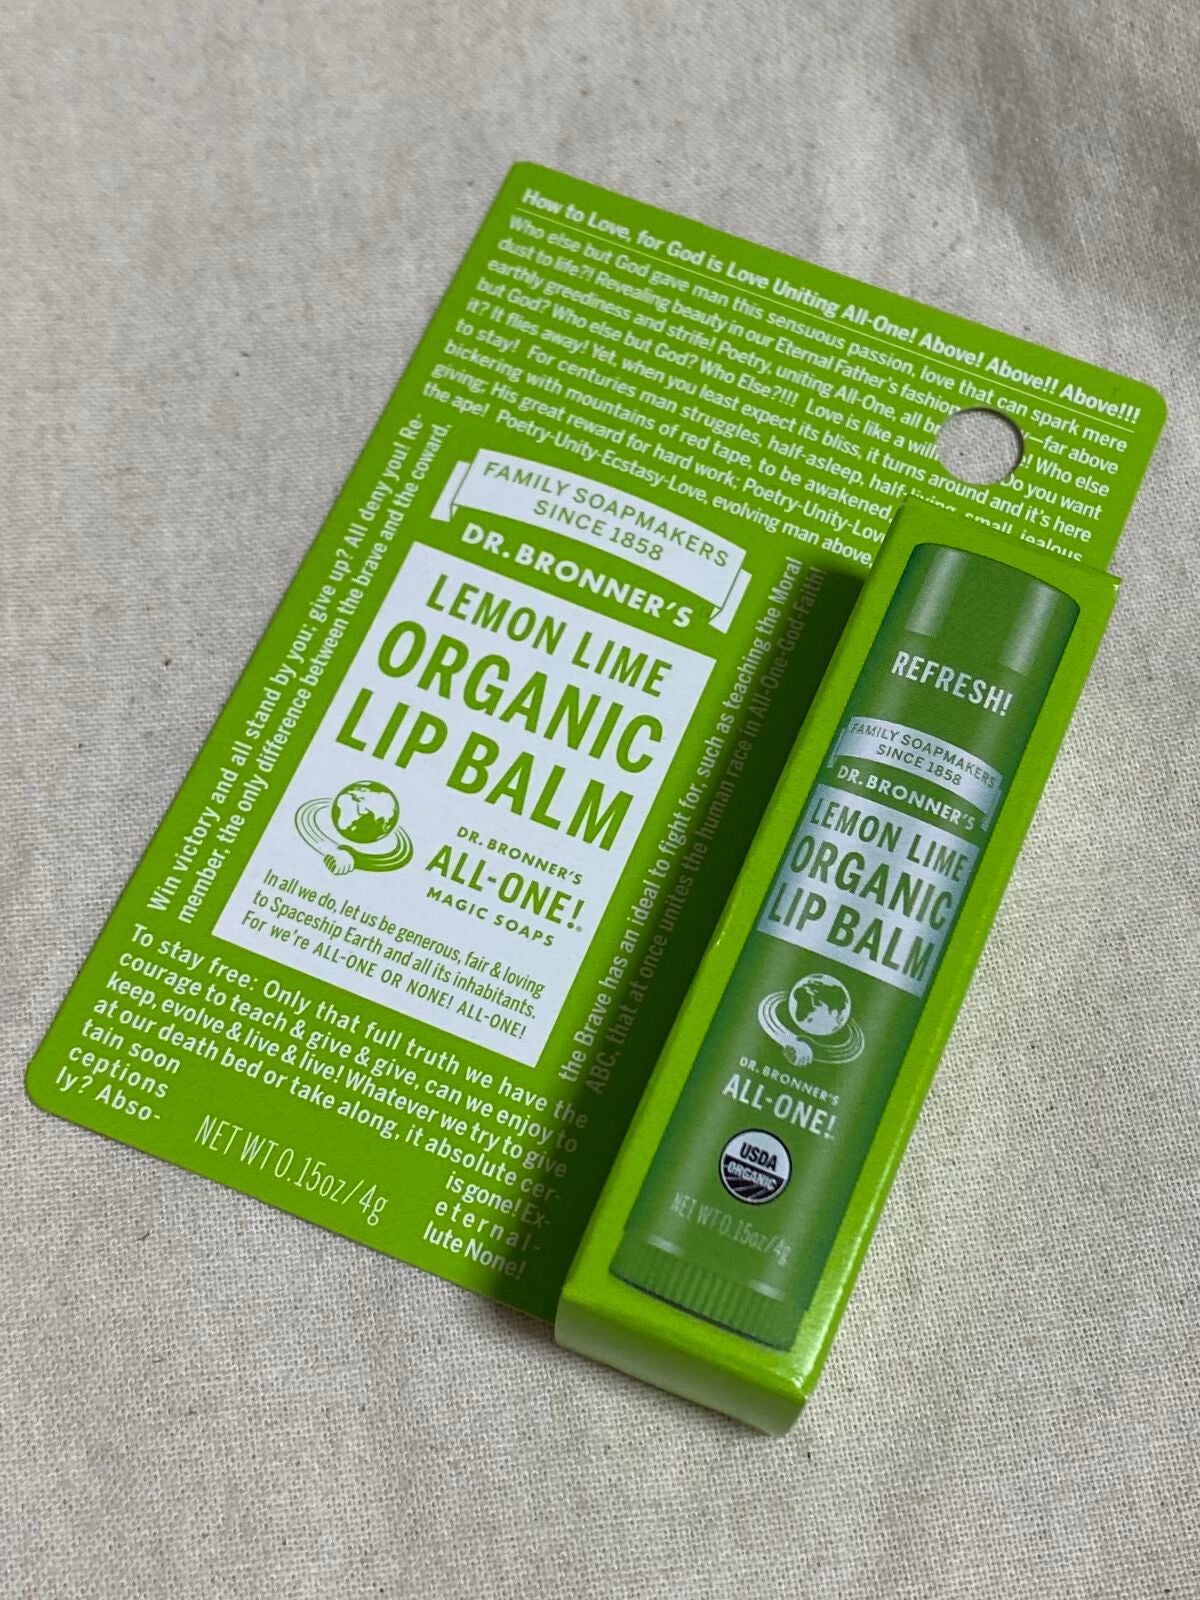 How to Love, for God is Love Uniting All-One! Above! Above!! Above!!!
Who else but God gave man this sensuous passion, love that can spark mere
dust to life?! Revealing beauty in our Eternal Father's fashion
—far above
earthly greediness and strife! Poetry, uniting All-One, all
! Who else
but God? Who else but God? Who Else?!!! Love is like a
Do you want
it? It flies away! Yet, when you least expect its bliss, it turns around and it's here
to stay! For centuries man struggles, half-asleep, half-living, small, jealous
bickering with mountains of red tape, to be awakened
giving: His great reward for hard work: Poetry-Unity-Love
the ape! Poetry-Unity-Ecstasy-Love, evolving man above,
Win victory and all stand by you; give up? All deny you! Re-
member, the only difference between the brave and the coward,
FAMILY SOAPMAKERS
SINCE 1858
DR. BRONNER'S
LEMON LIME
ORGANIC
LIP BALM
DR. BRONNER'S
ALL-ONE!
MAGIC SOAPS
In all we do, let us be generous, fair & loving
to Spaceship Earth and all its inhabitants.
For we're ALL-ONE OR NONE! ALL-ONE!
the Brave has an ideal to fight for, such as teaching the Moral
ABC, that at once unites the human race in All-One-God-Faith!
To stay free: Only that full truth we have the
courage to teach & give & give, can we enjoy to
keep, evolve & live & live! Whatever we try to give
at our death bed or take along, it absolute cer-
tain soon is gone! Ex-
ceptions eternal-
ly? Abso- lute None!
NET WT 0.15oz/4g
REFRESH!
FAMILY SOAPMAKERS
SINCE 1858
DR. BRONNER'S
LEMON LIME
ORGANIC
LIP BALM
DR. BRONNER'S
ALL-ONE!
USDA
ORGANIC
NET WT 0.15oz/4g